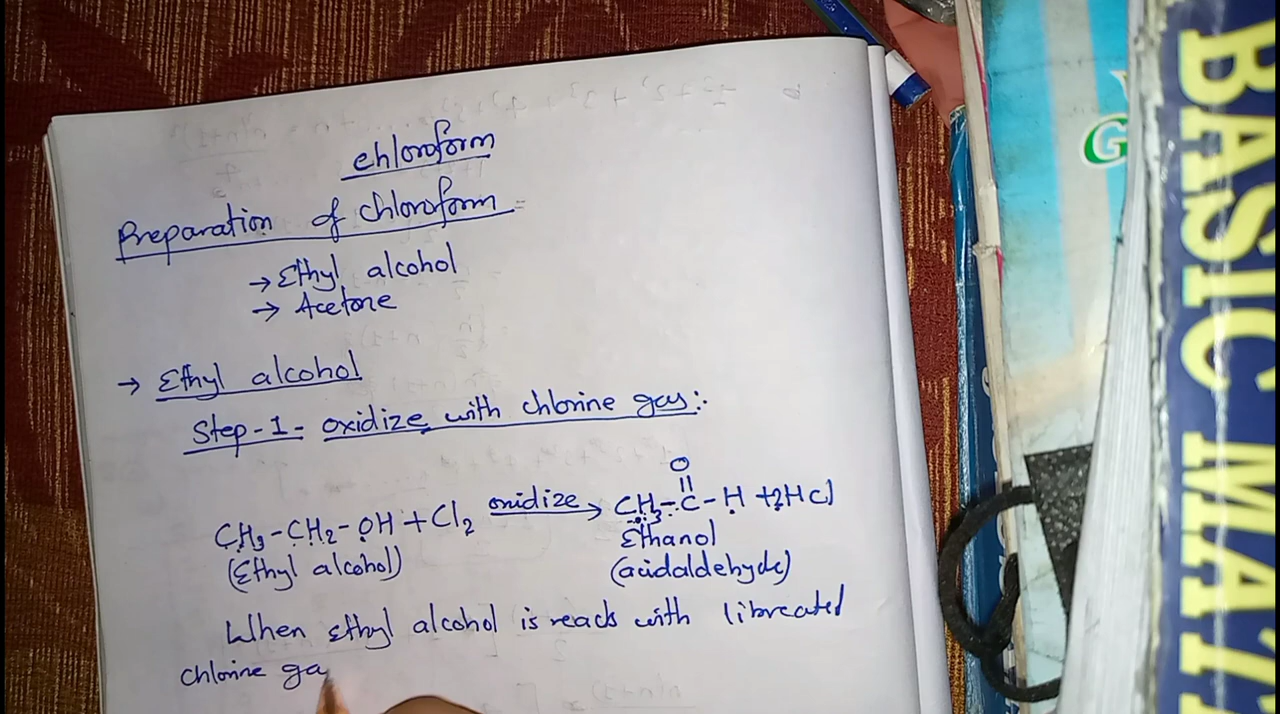 chloroform
Preparation of chloroform =
→ Ethyl alcohol
→ Acetone
→ Ethyl alcohol
Step-1- oxidize with chlorine gas:-
O
||
CH₃-CH₂-OH + Cl₂ oxidize → CH₃-C-H +2HCl
(Ethyl alcohol) Ethanol
(acidaldehyde)
When ethyl alcohol is reacts with libreated
chlorine ga
G
BASIC MAT